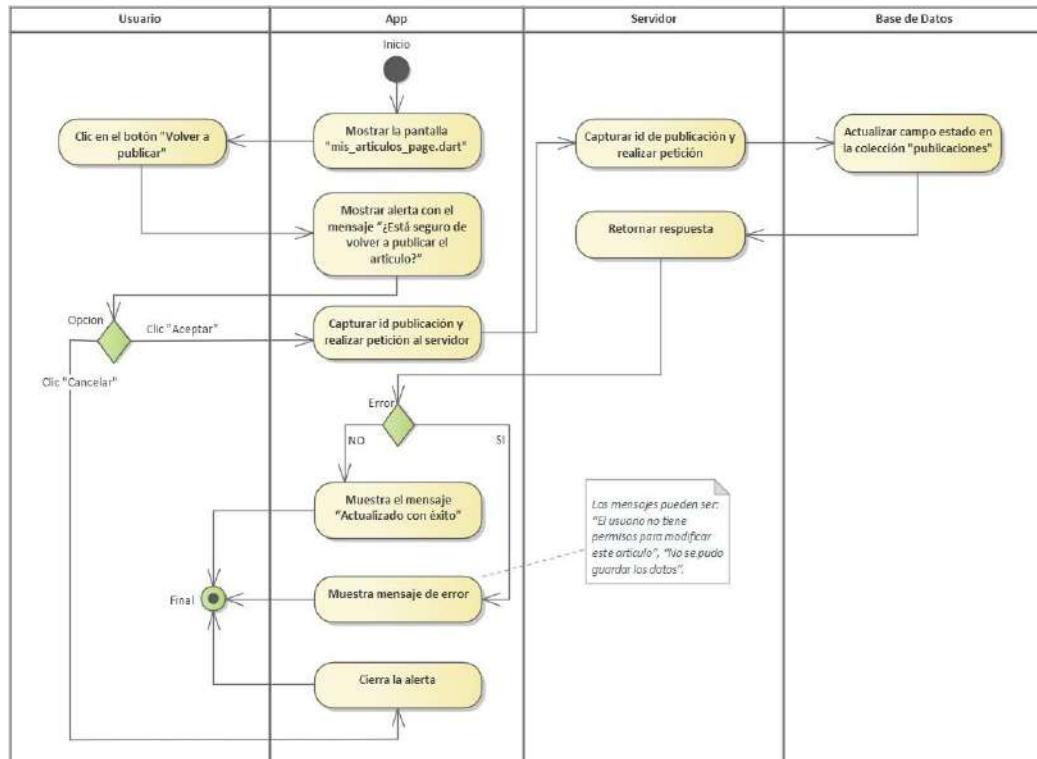 Usuario
App
Servidor
Base de Datos
Inicio
Clic en el botón "Volver a
publicar"
Mostrar la pantalla
"mis_articulos_page.dart"
Capturar id de publicación y
realizar petición
Actualizar campo estado en
la colección "publicaciones"
Mostrar alerta con el
mensaje "¿Está seguro de
volver a publicar el
artículo?"
Retornar respuesta
Opcion
Clic "Aceptar"
Capturar id publicación y
realizar petición al servidor
Clic "Cancelar"
Error
NO
SI
Muestra el mensaje
"Actualizado con éxito"
Los mensajes pueden ser:
"El usuario no tiene
permisos para modificar
este artículo", "No se pudo
guardar los datos".
Final
Muestra mensaje de error
Cierra la alerta